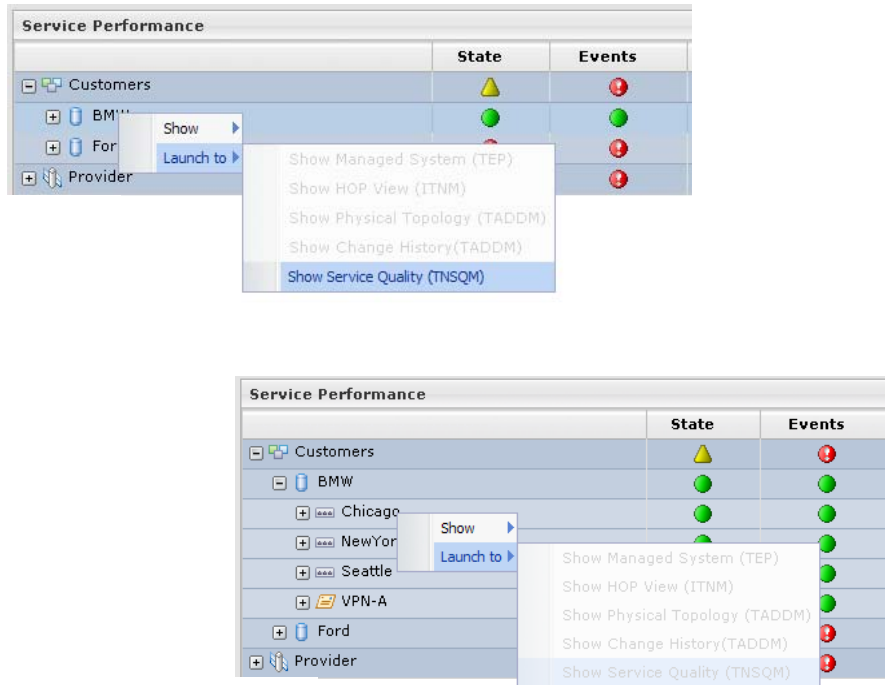 Service Performance
State Events
Customers
BM
Show
For
Launch to
Show Managed System (TEP)
Provider
Show HOP View (ITNM)
Show Physical Topology (TADDM)
Show Change History(TADDM)
Show Service Quality (TNSQM)
Service Performance
State Events
Customers
BMW
Chicago
Show
NewYor
Launch to
Show Managed System (TEP)
Seattle
Show HOP View (ITNM)
VPN-A
Show Physical Topology (TADDM)
Ford
Show Change History(TADDM)
Provider
Show Service Quality (TNSQM)